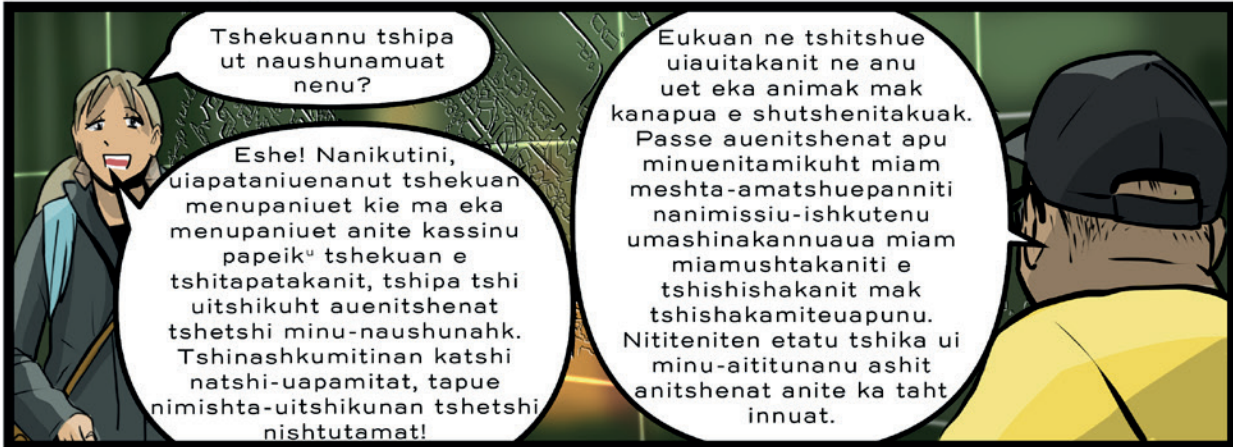 Tshekuannu tshipa
ut naushunamuat
nenu?
Eukuan ne tshitshue
uiauitakanit ne anu
uet eka animak mak
kanapua e shutshenitakuak.
Passe auenitshenat apu
minuenitamikuht miam
meshta-amatshuepanniti
nanimissiu-ishkutenu
umashinakannuaua miam
miamushtakaniti e
tshishishakanit mak
tshishakamiteuapunu.
Nititeniten etatu tshika ui
minu-aititunanu ashit
anitshenat anite ka taht
innuat.
Eshe! Nanikutini,
uiapataniuenanut tshekuan
menupaniuet kie ma eka
menupaniuet anite kassinu
papeikᵘ tshekuan e
tshitapatakanit, tshipa tshi
uitshikuht auenitshenat
tshetshi minu-naushunahk.
Tshinashkumitinan katshi
natshi-uapamitat, tapue
nimishta-uitshikunan tshetshi
nishtutamat!